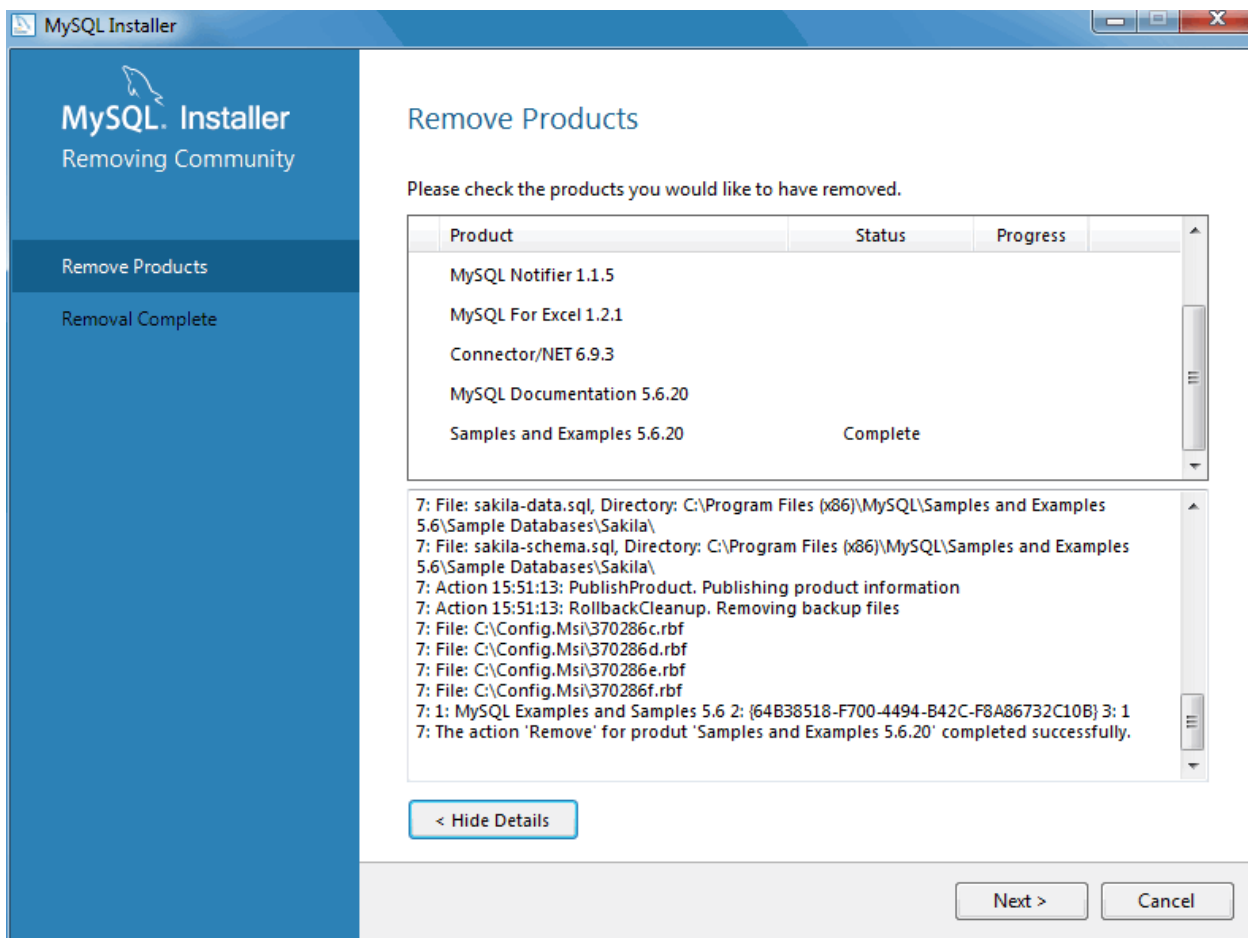 MySQL Installer
MySQL. Installer
Removing Community
Remove Products
Removal Complete
Remove Products
Please check the products you would like to have removed.
Product Status Progress
MySQL Notifier 1.1.5
MySQL For Excel 1.2.1
Connector/NET 6.9.3
MySQL Documentation 5.6.20
Samples and Examples 5.6.20 Complete
7: File: sakila-data.sql, Directory: C:\Program Files (x86)\MySQL\Samples and Examples
5.6\Sample Databases\Sakila\
7: File: sakila-schema.sql, Directory: C:\Program Files (x86)\MySQL\Samples and Examples
5.6\Sample Databases\Sakila\
7: Action 15:51:13: PublishProduct. Publishing product information
7: Action 15:51:13: RollbackCleanup. Removing backup files
7: File: C:\Config.Msi\370286c.rbf
7: File: C:\Config.Msi\370286d.rbf
7: File: C:\Config.Msi\370286e.rbf
7: File: C:\Config.Msi\370286f.rbf
7: 1: MySQL Examples and Samples 5.6 2: {64B38518-F700-4494-B42C-F8A86732C10B} 3: 1
7: The action 'Remove' for produt 'Samples and Examples 5.6.20' completed successfully.
< Hide Details
Next >
Cancel